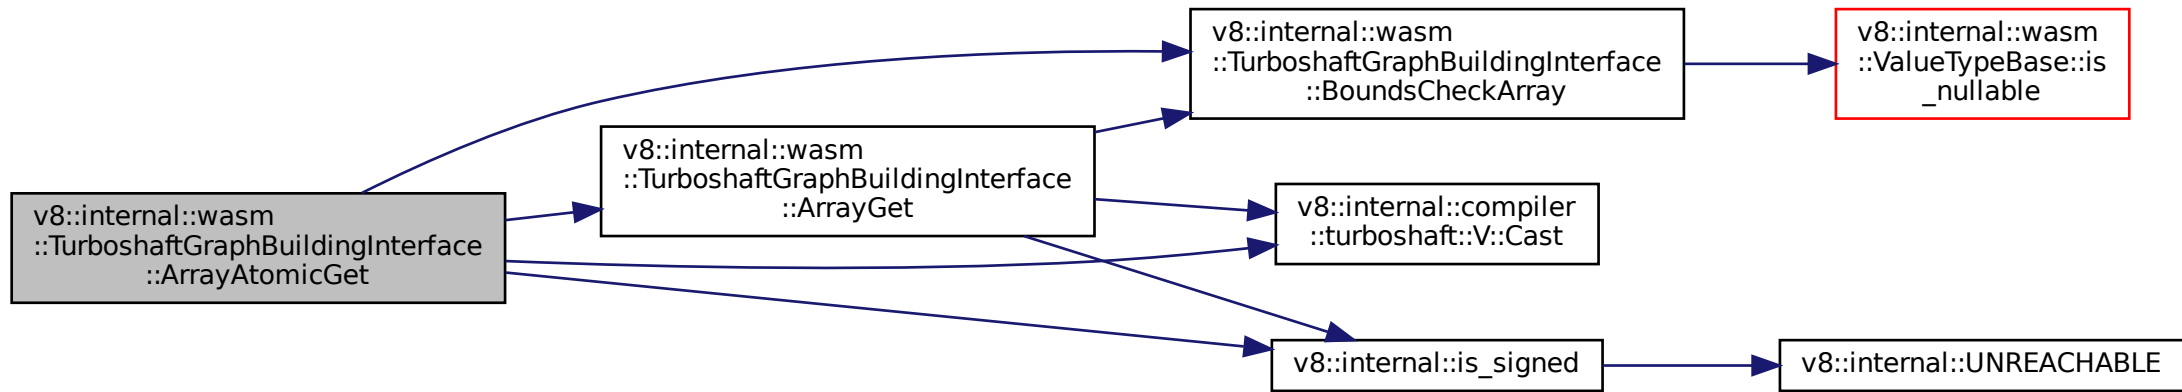 v8::internal::wasm
::TurboshaftGraphBuildingInterface
::ArrayAtomicGet
v8::internal::wasm
::TurboshaftGraphBuildingInterface
::ArrayGet
v8::internal::wasm
::TurboshaftGraphBuildingInterface
::BoundsCheckArray
v8::internal::wasm
::ValueTypeBase::is
_nullable
v8::internal::compiler
::turboshaft::V::Cast
v8::internal::is_signed
v8::internal::UNREACHABLE